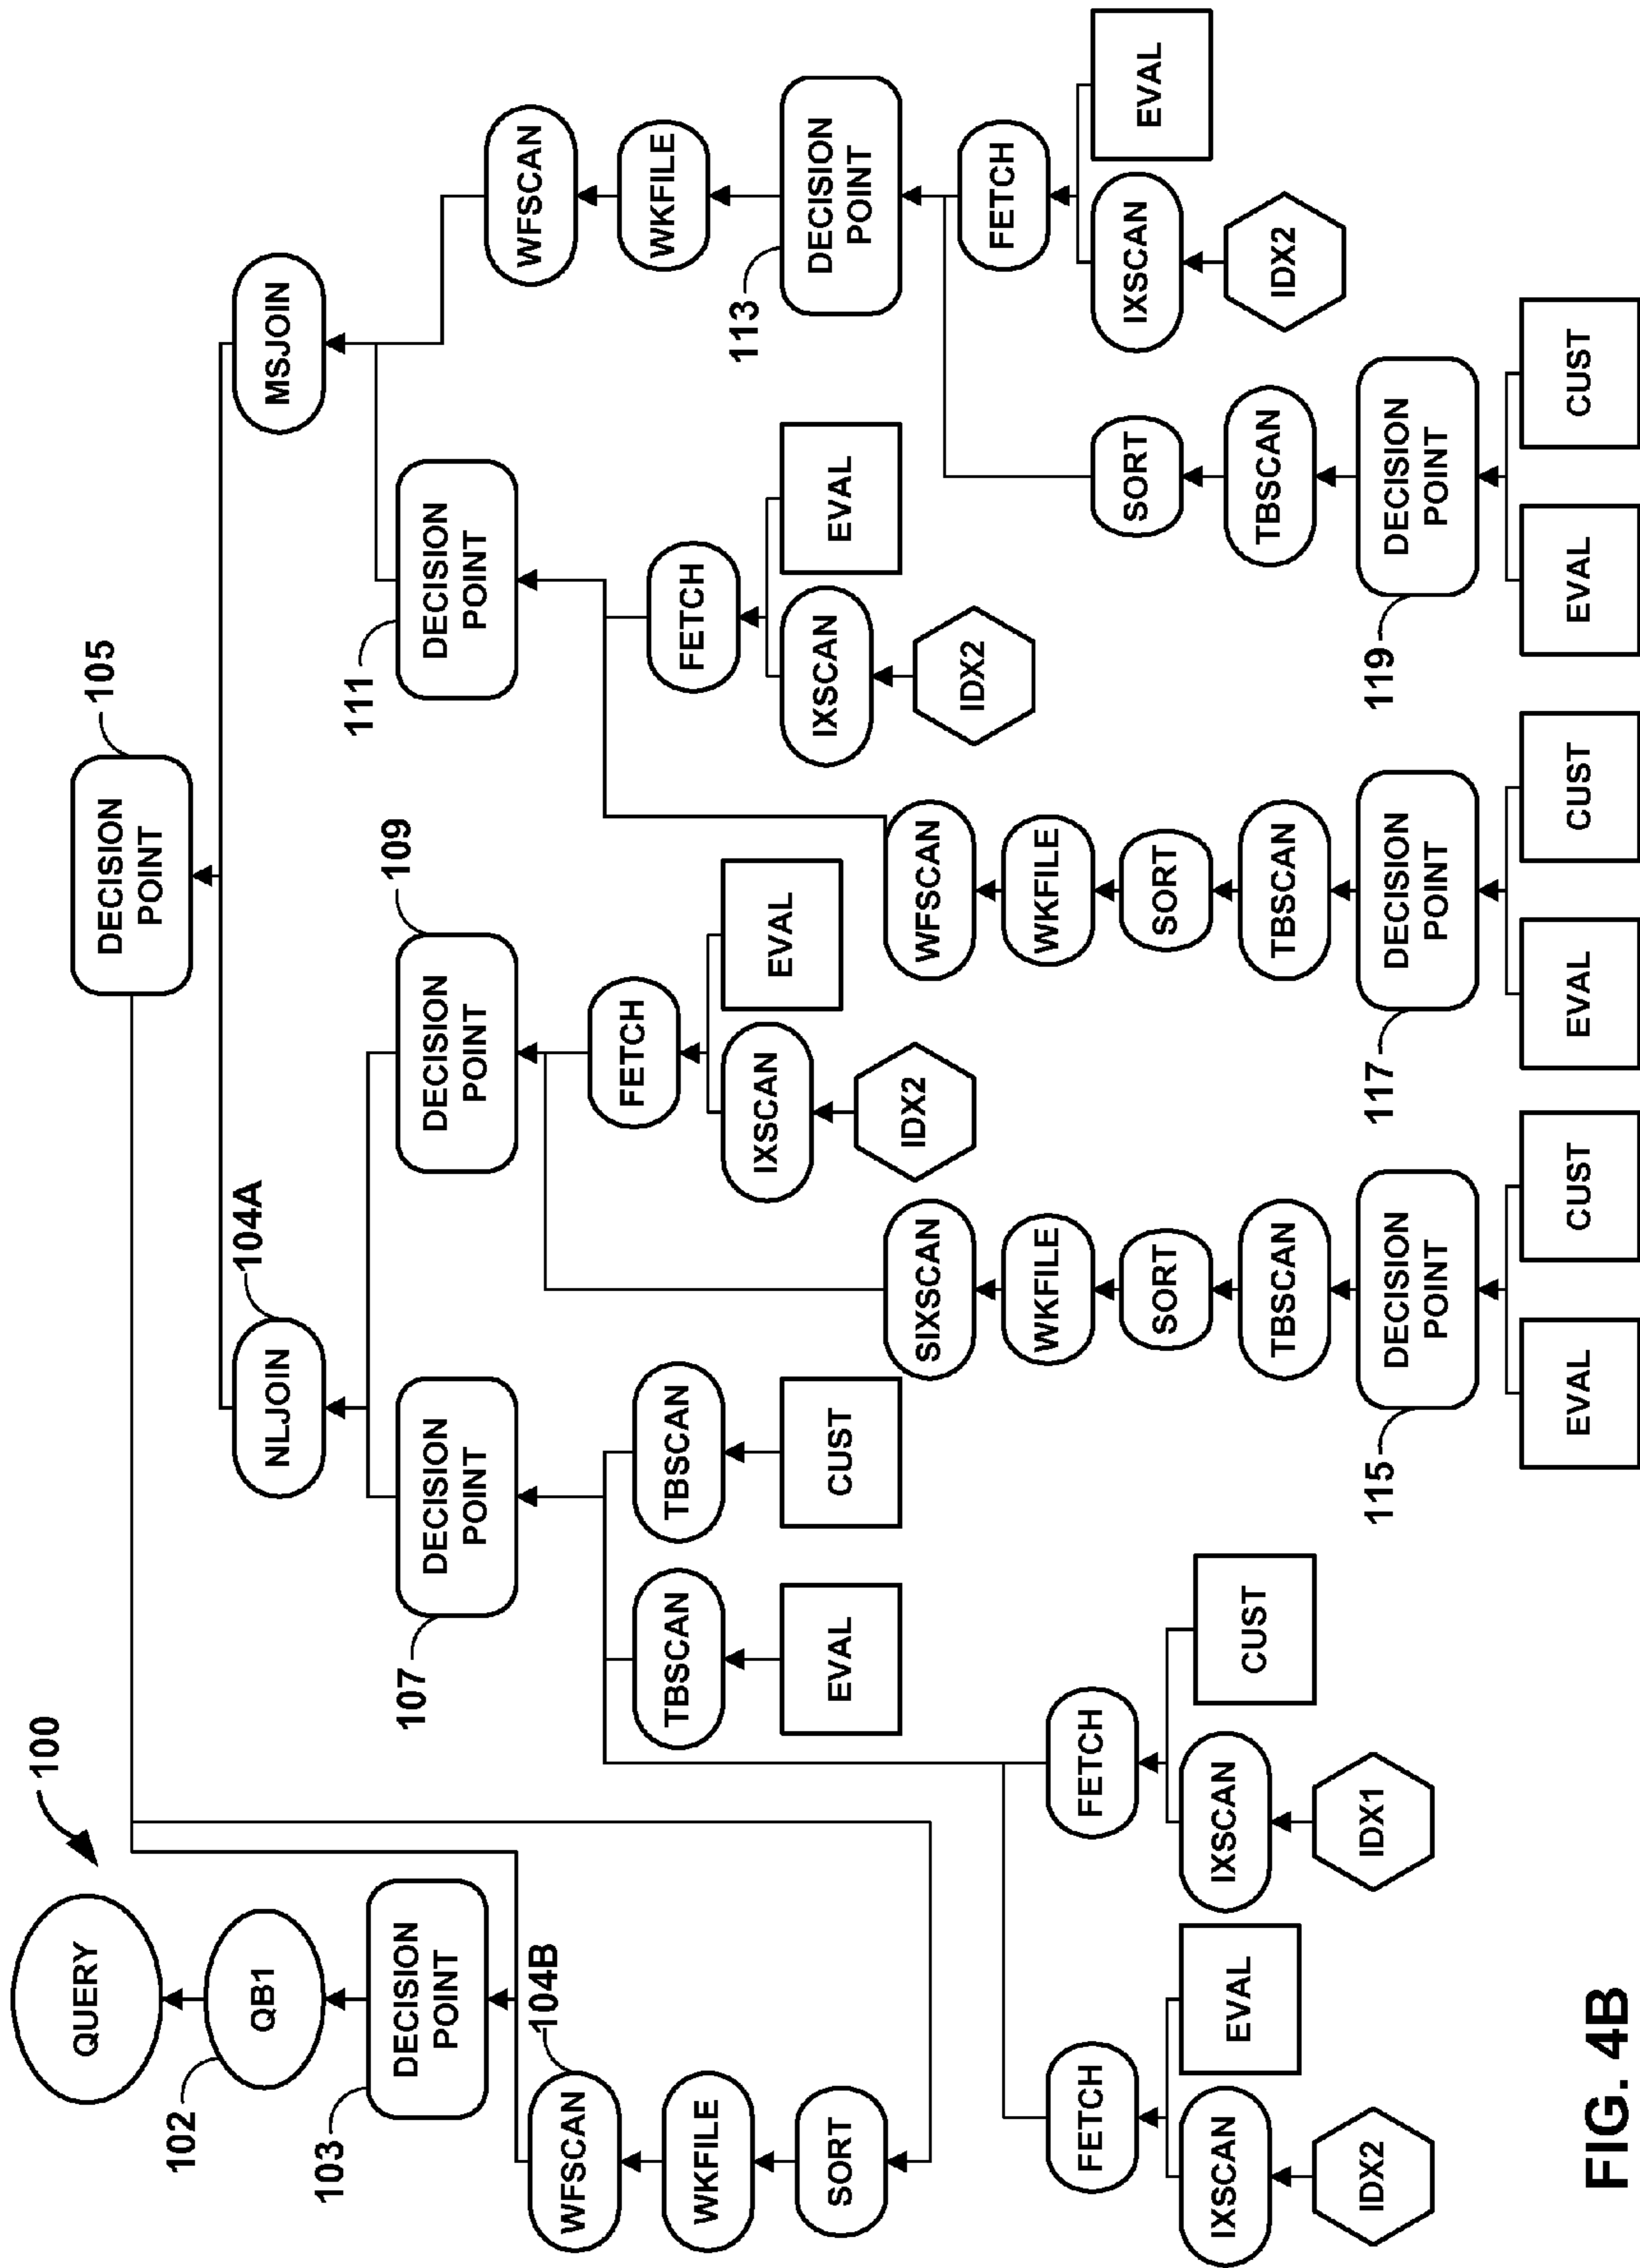 100
QUERY
102
QB1
103
DECISION
POINT
104B
WFSCAN
WKFILE
SORT
105
DECISION
POINT
104A
NLJOIN
MSJOIN
107
DECISION
POINT
109
DECISION
POINT
111
DECISION
POINT
WFSCAN
WKFILE
113
DECISION
POINT
TBSCAN
TBSCAN
EVAL
CUST
FETCH
IXSCAN
EVAL
IDX2
FETCH
IXSCAN
EVAL
IDX2
FETCH
IXSCAN
EVAL
IDX2
FETCH
IXSCAN
EVAL
IDX2
FETCH
IXSCAN
CUST
IDX1
SIXSCAN
WKFILE
SORT
TBSCAN
115
DECISION
POINT
EVAL
CUST
WFSCAN
WKFILE
SORT
TBSCAN
117
DECISION
POINT
EVAL
CUST
SORT
TBSCAN
119
DECISION
POINT
EVAL
CUST
FIG. 4B